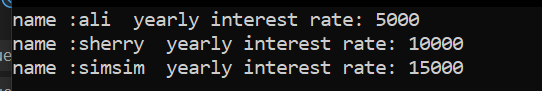 name :ali  yearly interest rate: 5000
name :sherry  yearly interest rate: 10000
name :simsim  yearly interest rate: 15000